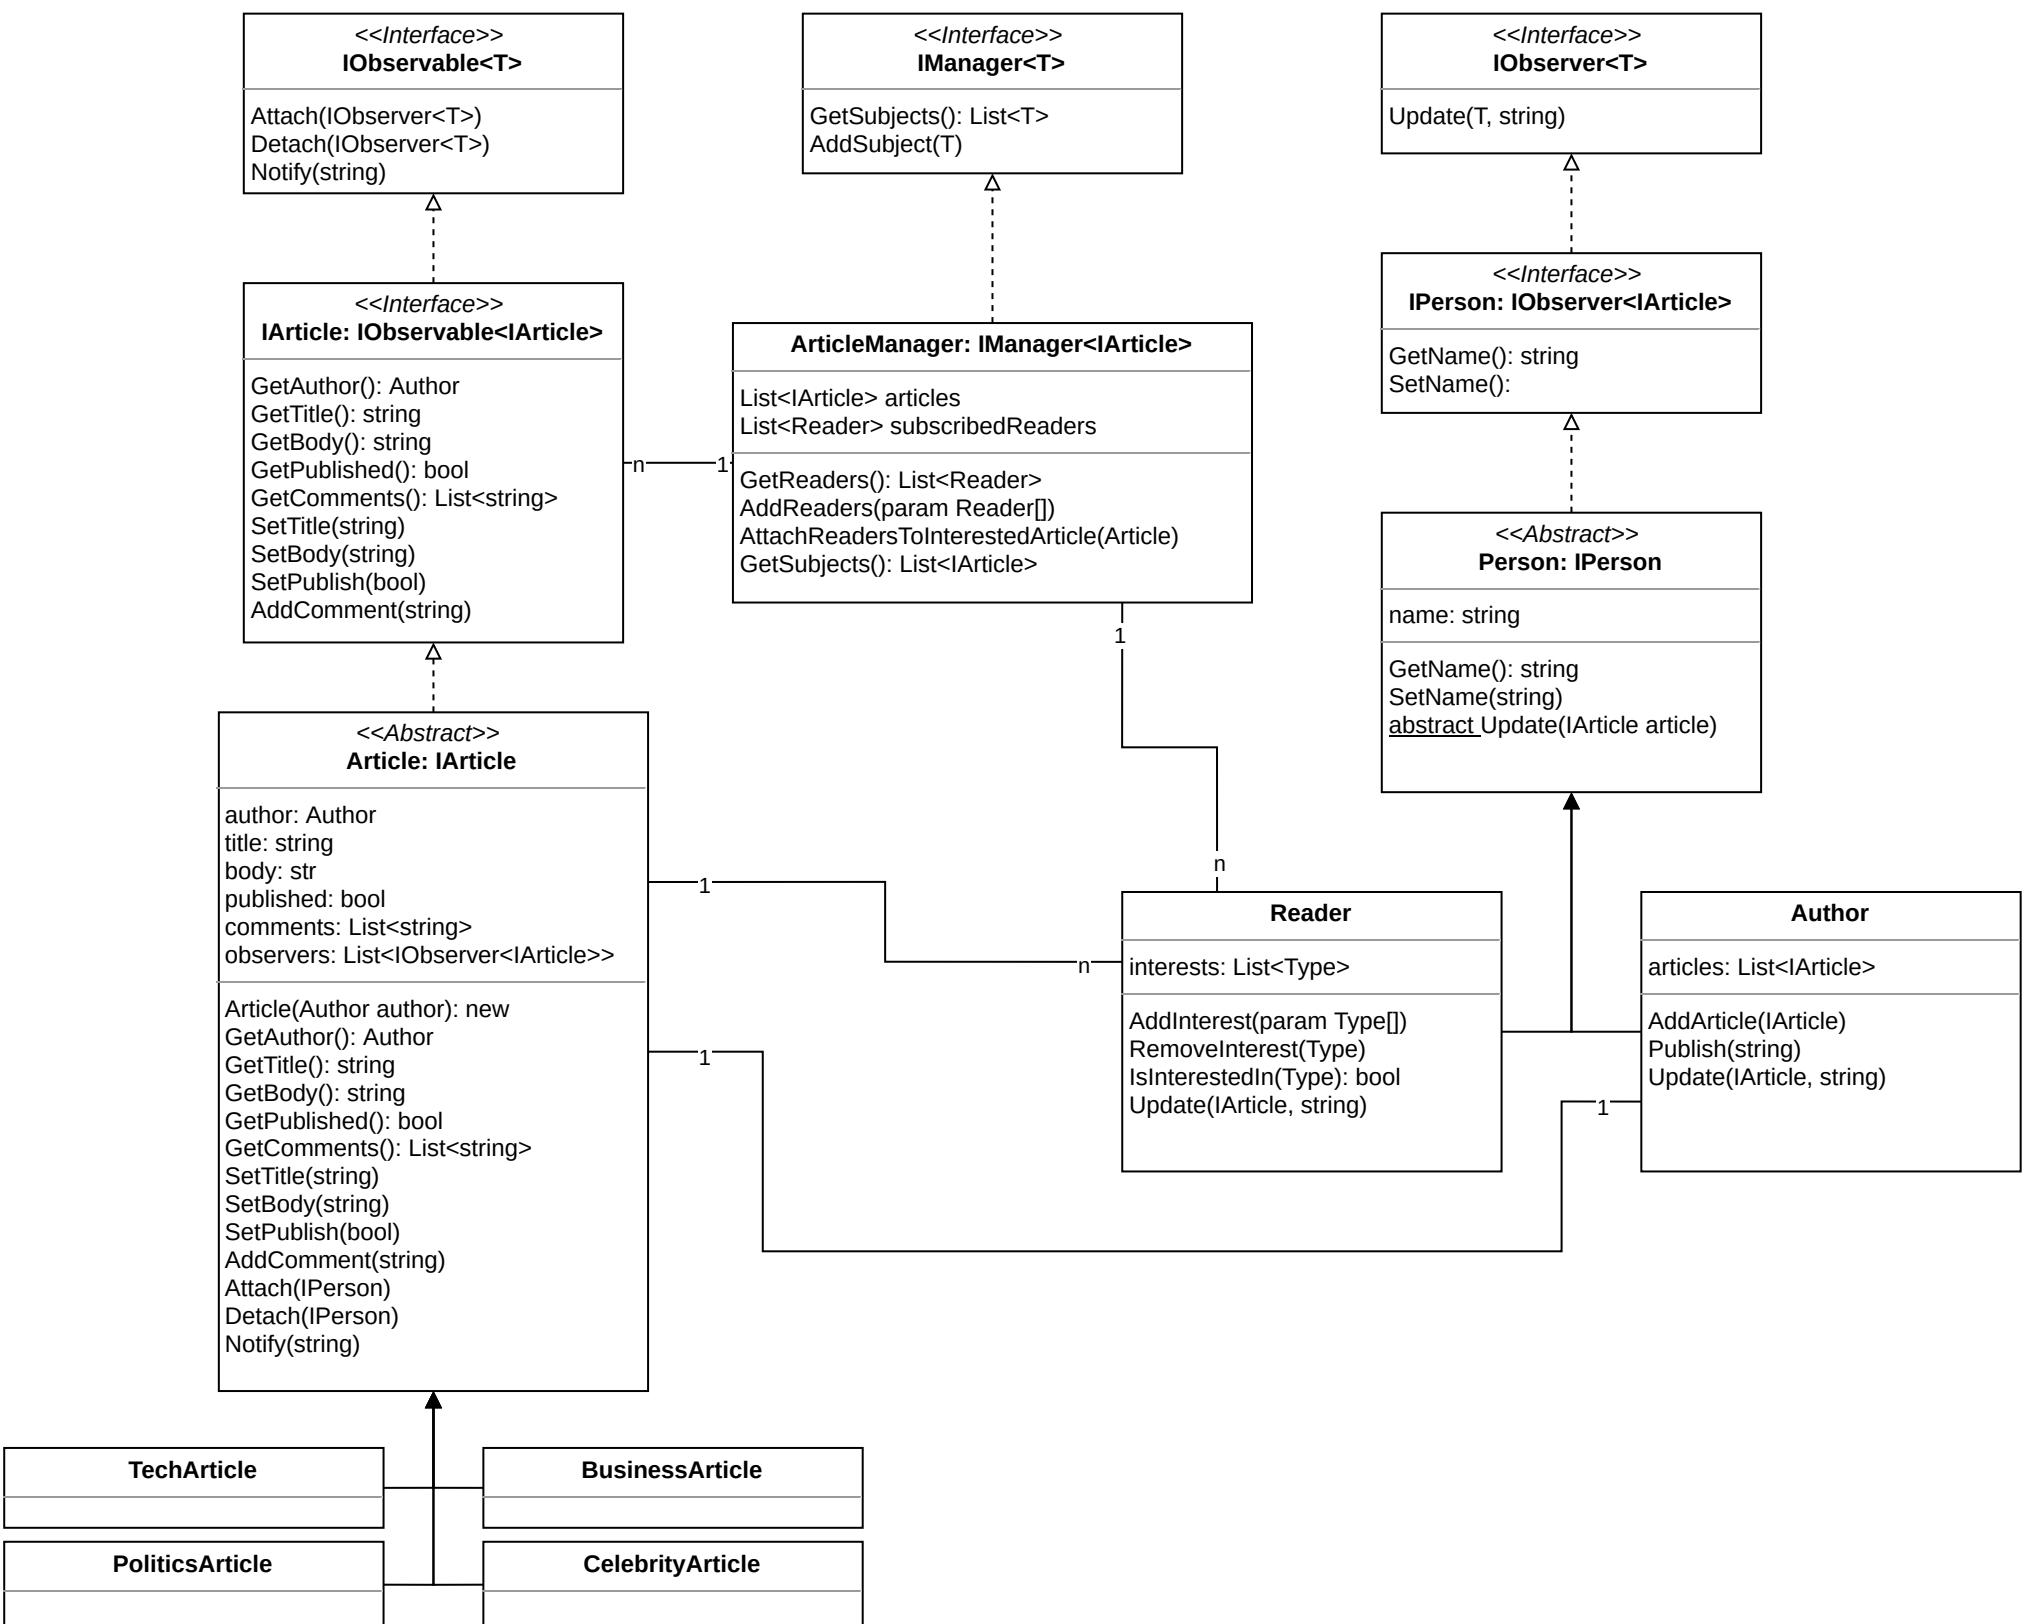 <<Interface>>
IObservable<T>
Attach(IObserver<T>)
Detach(IObserver<T>)
Notify(string)
<<Interface>>
IManager<T>
GetSubjects(): List<T>
AddSubject(T)
<<Interface>>
IObserver<T>
Update(T, string)
<<Interface>>
IArticle: IObservable<IArticle>
GetAuthor(): Author
GetTitle(): string
GetBody(): string
GetPublished(): bool
GetComments(): List<string>
SetTitle(string)
SetBody(string)
SetPublish(bool)
AddComment(string)
n
1
ArticleManager: IManager<IArticle>
List<IArticle> articles
List<Reader> subscribedReaders
GetReaders(): List<Reader>
AddReaders(param Reader[])
AttachReadersToInterestedArticle(Article)
GetSubjects(): List<IArticle>
1
n
<<Interface>>
IPerson: IObserver<IArticle>
GetName(): string
SetName():
<<Abstract>>
Person: IPerson
name: string
GetName(): string
SetName(string)
abstract Update(IArticle article)
<<Abstract>>
Article: IArticle
author: Author
title: string
body: str
published: bool
comments: List<string>
observers: List<IObserver<IArticle>>
Article(Author author): new
GetAuthor(): Author
GetTitle(): string
GetBody(): string
GetPublished(): bool
GetComments(): List<string>
SetTitle(string)
SetBody(string)
SetPublish(bool)
AddComment(string)
Attach(IPerson)
Detach(IPerson)
Notify(string)
1
n
1
1
Reader
interests: List<Type>
AddInterest(param Type[])
RemoveInterest(Type)
IsInterestedIn(Type): bool
Update(IArticle, string)
Author
articles: List<IArticle>
AddArticle(IArticle)
Publish(string)
Update(IArticle, string)
TechArticle
BusinessArticle
PoliticsArticle
CelebrityArticle